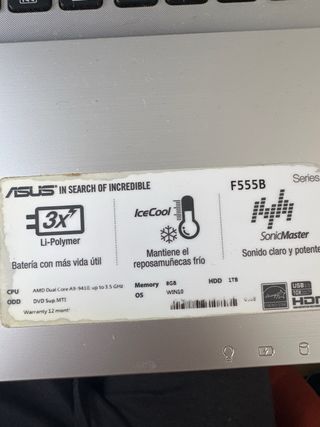 ASUS IN SEARCH OF INCREDIBLE
F555B Series
3X
Li-Polymer
Batería con más vida útil
IceCool
Mantiene el
reposamuñecas frío
SonicMaster
Sonido claro y potente
CPU AMD Dual Core A9-9410, up to 3.5 GHz
ODD DVD Sup.MTI
Warranty 12 month
Memory 8GB HDD 1TB
OS WIN10
USB
HDMI